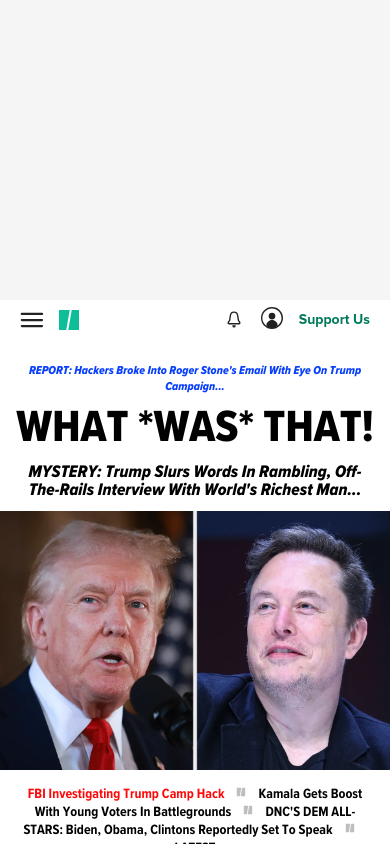 Support Us
REPORT: Hackers Broke Into Roger Stone's Email With Eye On Trump
Campaign...
WHAT *WAS* THAT!
MYSTERY: Trump Slurs Words In Rambling, Off-
The-Rails Interview With World's Richest Man...
FBI Investigating Trump Camp Hack Kamala Gets Boost
With Young Voters In Battlegrounds DNC'S DEM ALL-
STARS: Biden, Obama, Clintons Reportedly Set To Speak